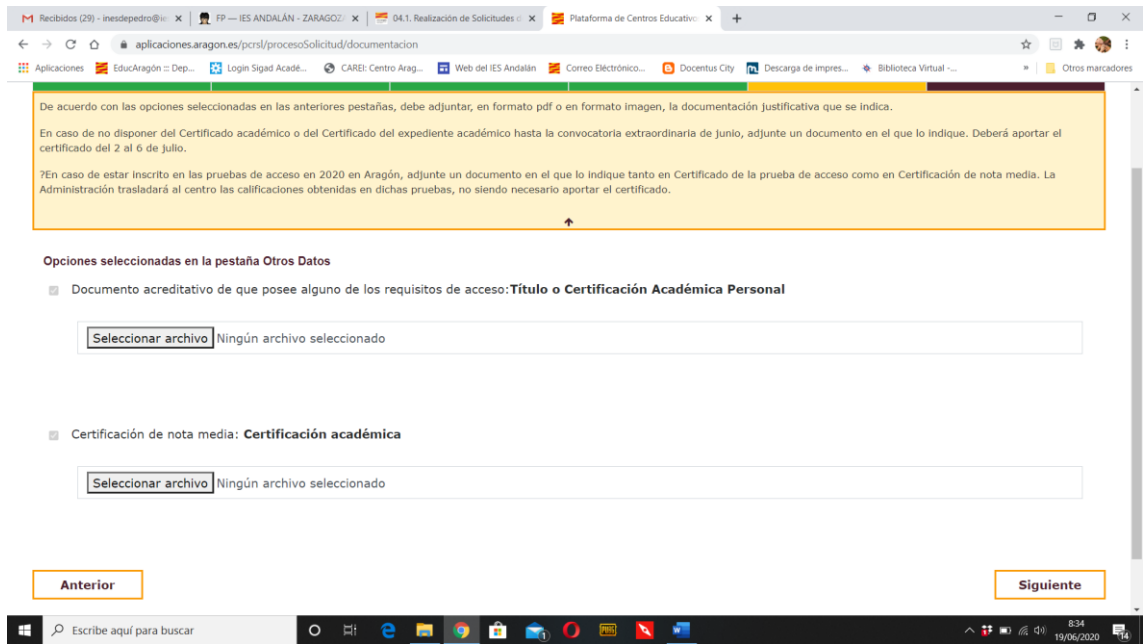 Recibidos (29) - inesdepedro@ie
FP — IES ANDALÁN - ZARAGOZ
04.1. Realización de Solicitudes d
Plataforma de Centros Educativo
aplicaciones.aragon.es/pcrsl/procesoSolicitud/documentacion
Aplicaciones
EducAragón ::: Dep...
Login Sigad Acadé...
CAREI: Centro Arag...
Web del IES Andalán
Correo Eléctrónico...
Docentus City
Descarga de impres...
Biblioteca Virtual -...
»
Otros marcadores
De acuerdo con las opciones seleccionadas en las anteriores pestañas, debe adjuntar, en formato pdf o en formato imagen, la documentación justificativa que se indica.
En caso de no disponer del Certificado académico o del Certificado del expediente académico hasta la convocatoria extraordinaria de junio, adjunte un documento en el que lo indique. Deberá aportar el
certificado del 2 al 6 de julio.
?En caso de estar inscrito en las pruebas de acceso en 2020 en Aragón, adjunte un documento en el que lo indique tanto en Certificado de la prueba de acceso como en Certificación de nota media. La
Administración trasladará al centro las calificaciones obtenidas en dichas pruebas, no siendo necesario aportar el certificado.
Opciones seleccionadas en la pestaña Otros Datos
Documento acreditativo de que posee alguno de los requisitos de acceso:Título o Certificación Académica Personal
Seleccionar archivo Ningún archivo seleccionado
Certificación de nota media: Certificación académica
Seleccionar archivo Ningún archivo seleccionado
Anterior
Siguiente
Escribe aquí para buscar
8:34
19/06/2020